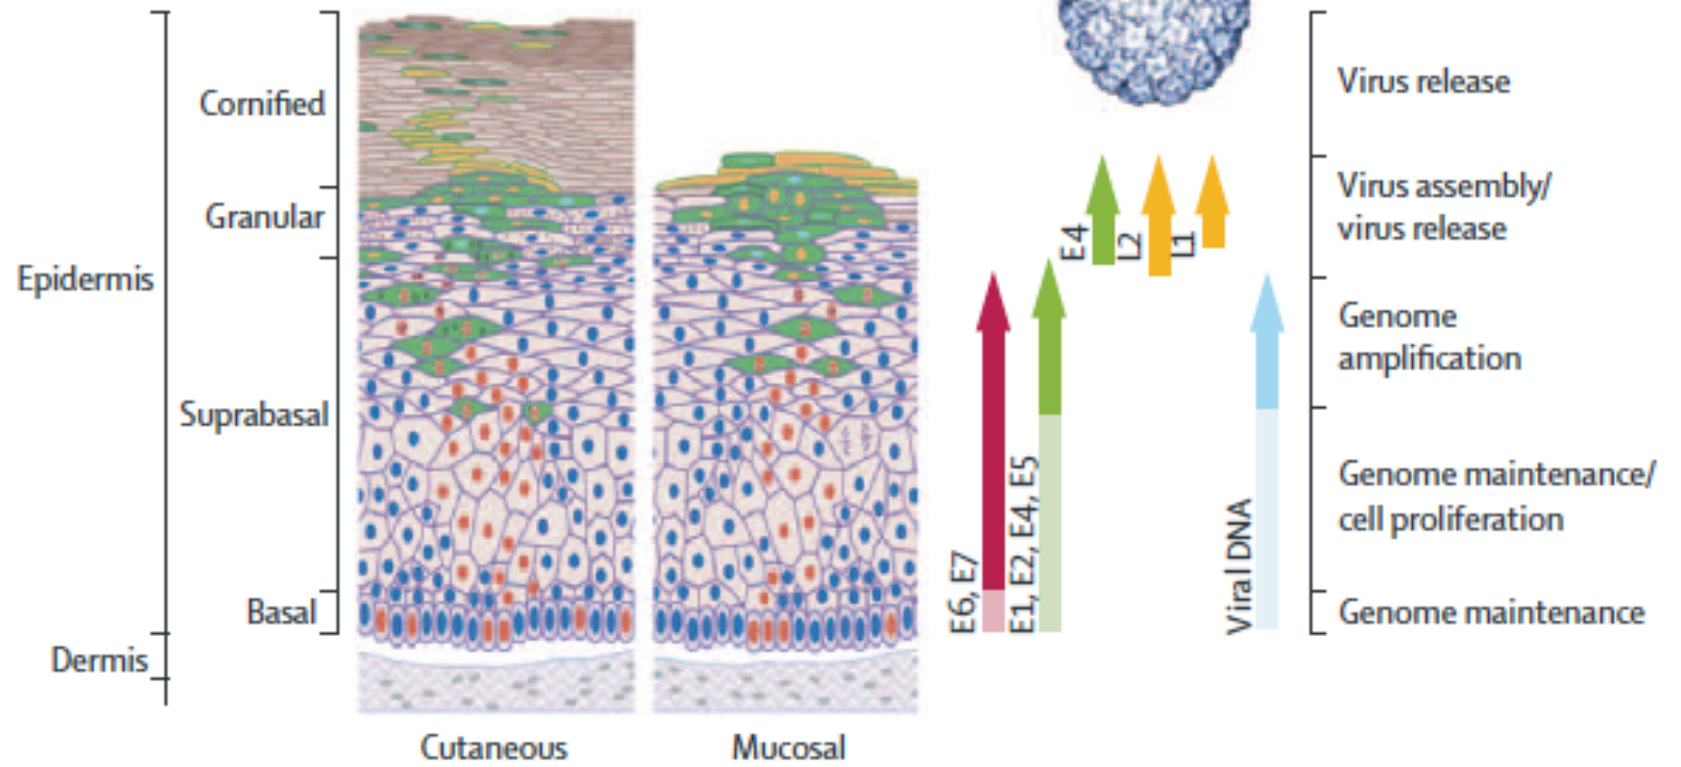 Epidermis
Dermis
Cornified
Granular
Suprabasal
Basal
Cutaneous
Mucosal
E6, E7
E1, E2, E4, E5
E4
L2
L1
Viral DNA
Virus release
Virus assembly/
virus release
Genome
amplification
Genome maintenance/
cell proliferation
Genome maintenance